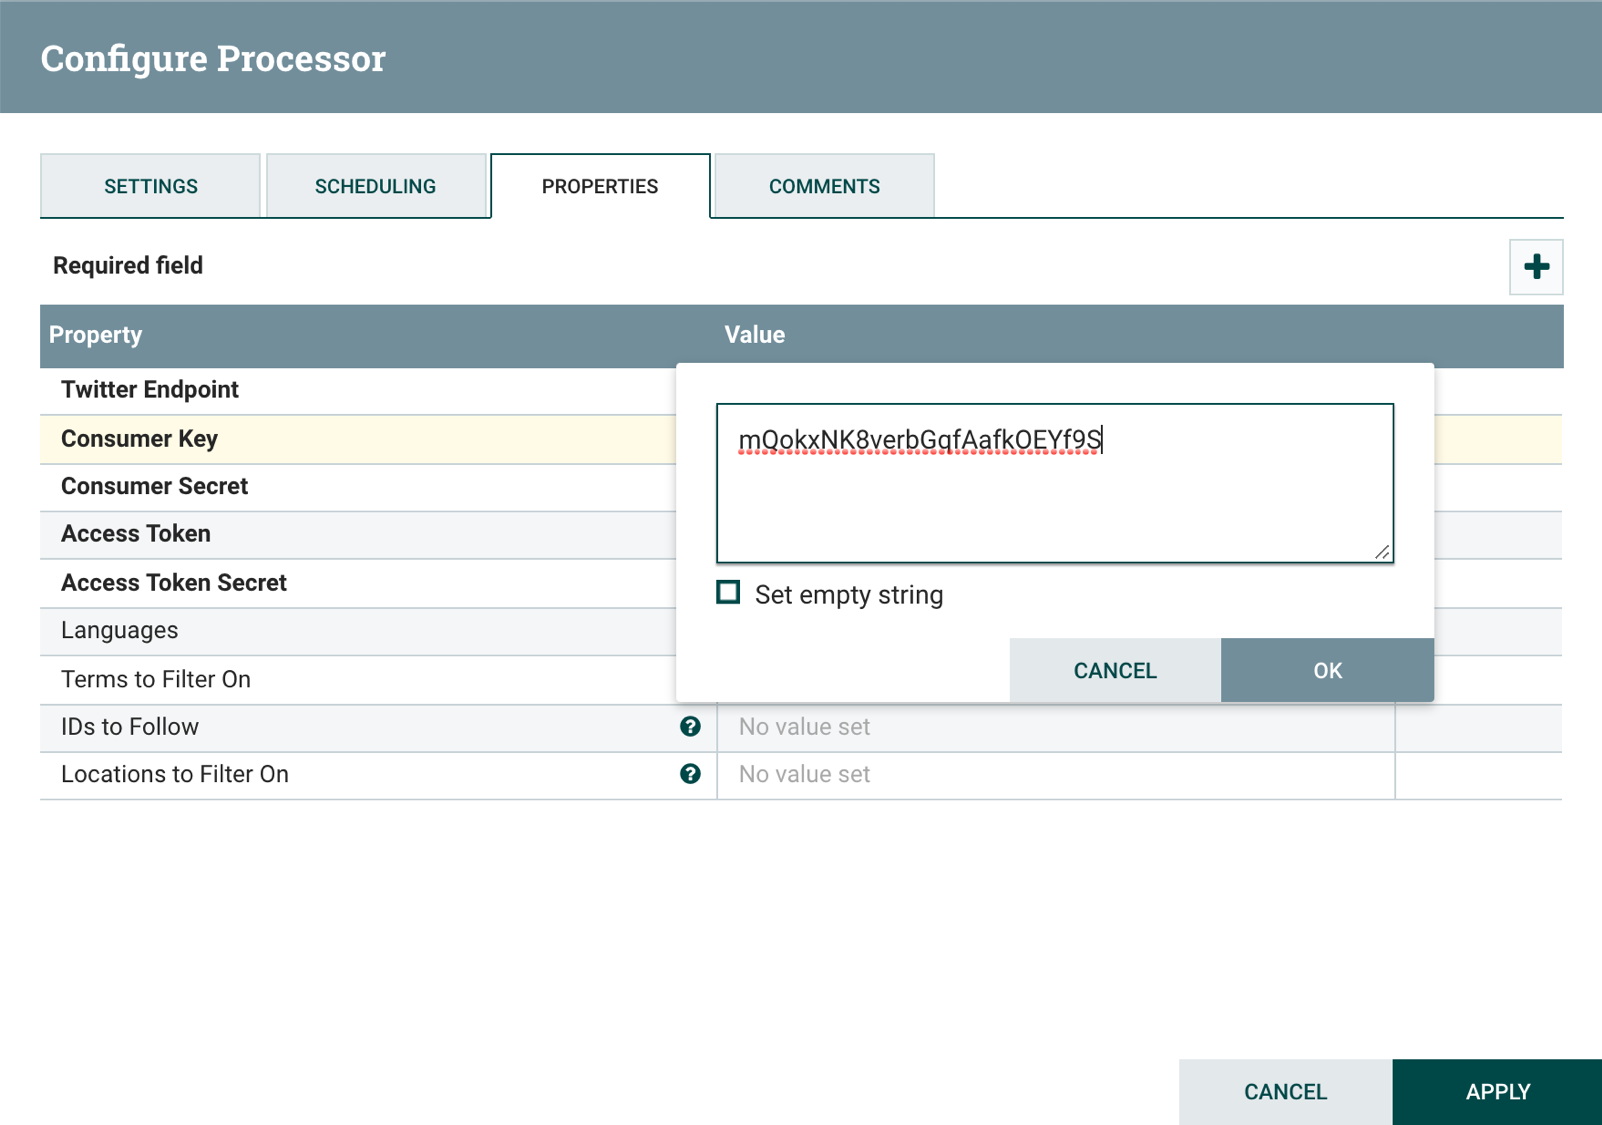 Configure Processor
SETTINGS
SCHEDULING
PROPERTIES
COMMENTS
Required field
Property
Value
Twitter Endpoint
Consumer Key
mQokxNK8verbGqfAafkOEYf9S
Consumer Secret
Access Token
Access Token Secret
Set empty string
Languages
Terms to Filter On
CANCEL
OK
IDs to Follow
No value set
Locations to Filter On
No value set
CANCEL
APPLY